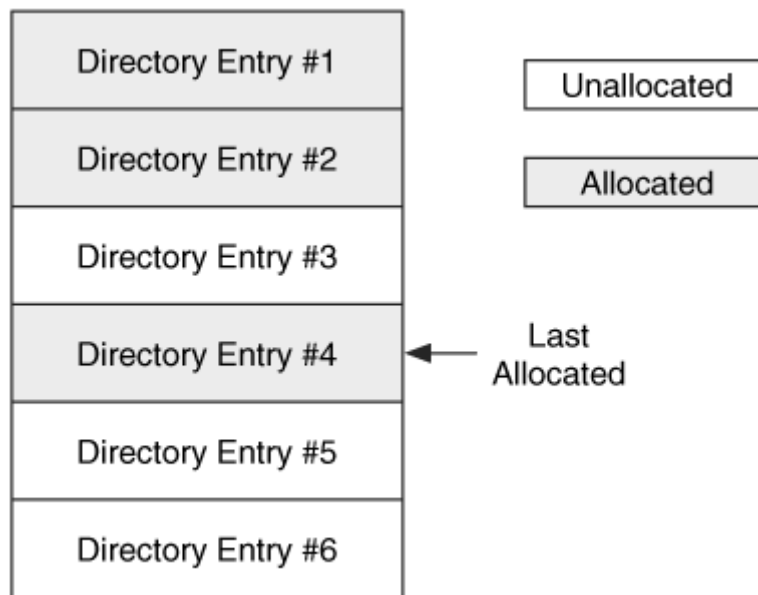 Directory Entry #1
Unallocated
Directory Entry #2
Allocated
Directory Entry #3
Directory Entry #4
Last
Allocated
Directory Entry #5
Directory Entry #6